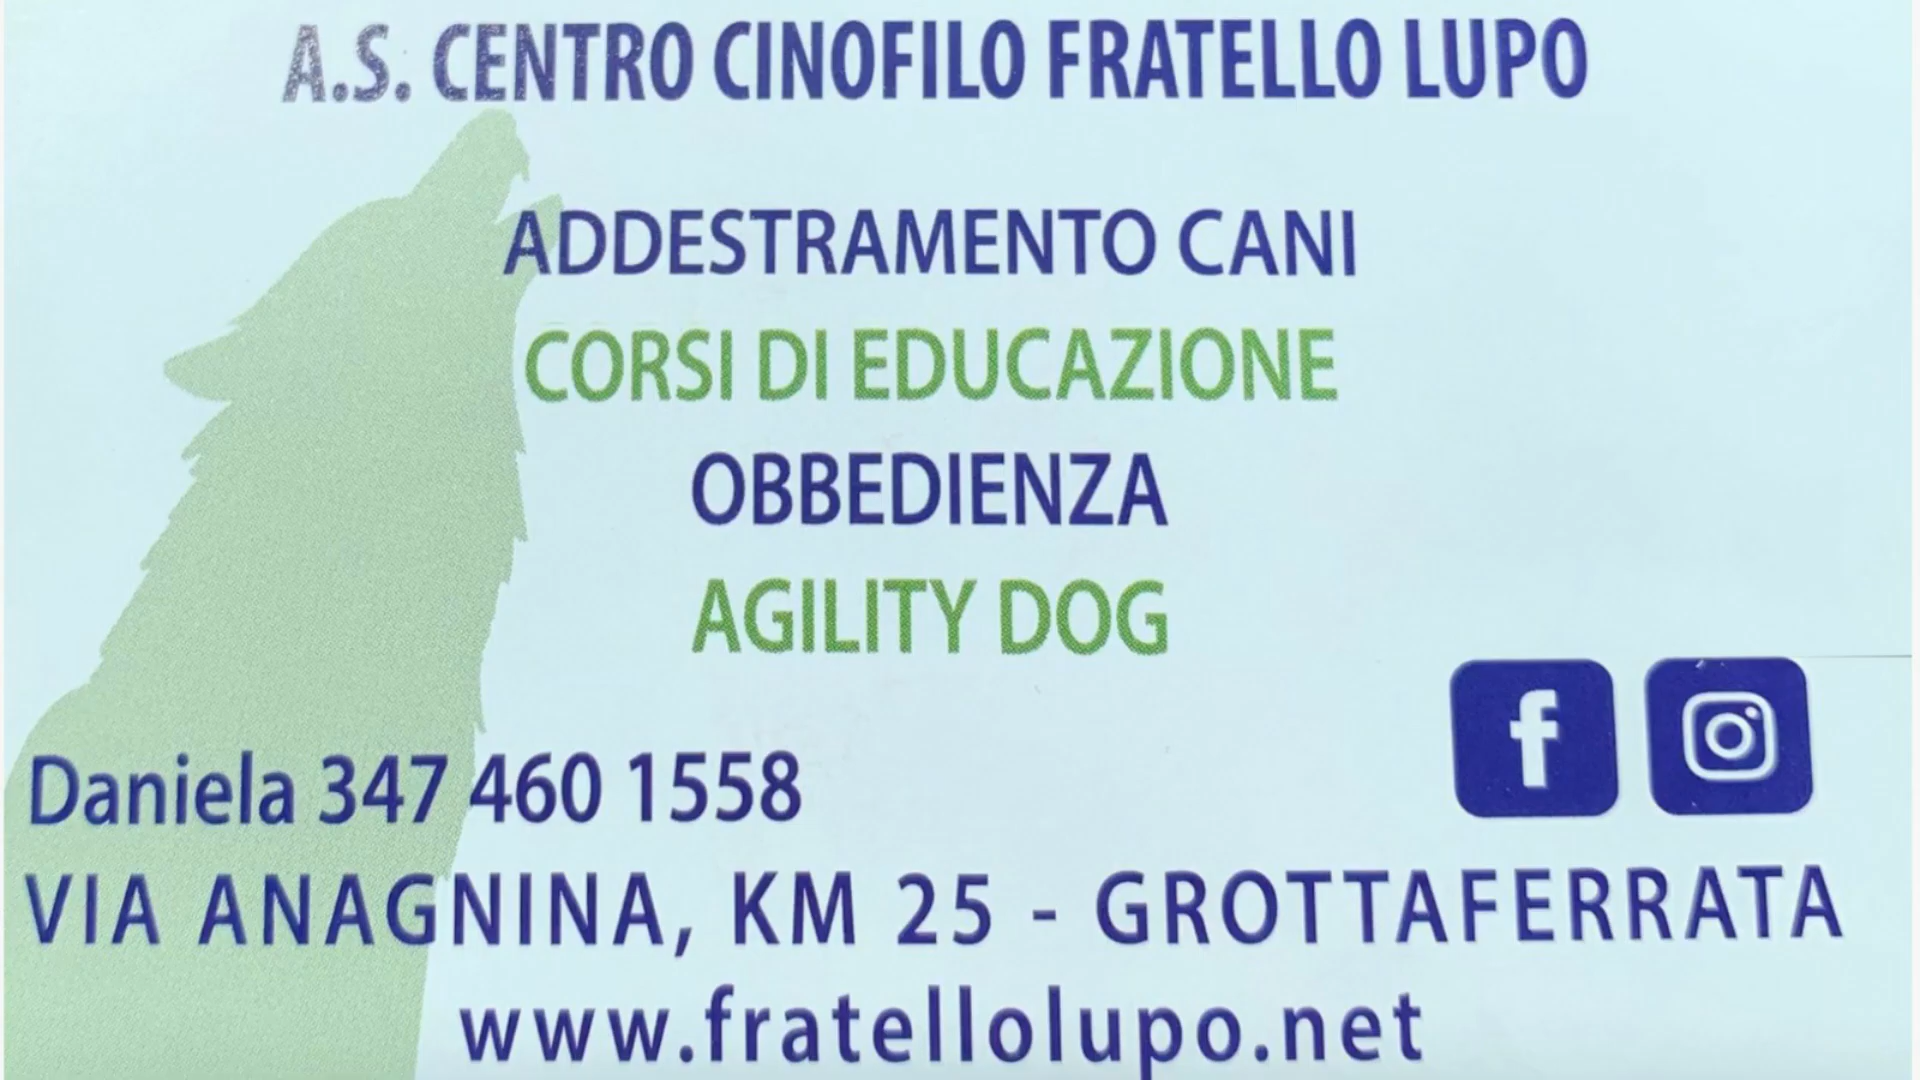 A.S. CENTRO CINOFILO FRATELLO LUPO
ADDESTRAMENTO CANI
CORSI DI EDUCAZIONE
OBBEDIENZA
AGILITY DOG
Daniela 347 460 1558
VIA ANAGNINA, KM 25 - GROTTAFERRATA
www.fratellolupo.net